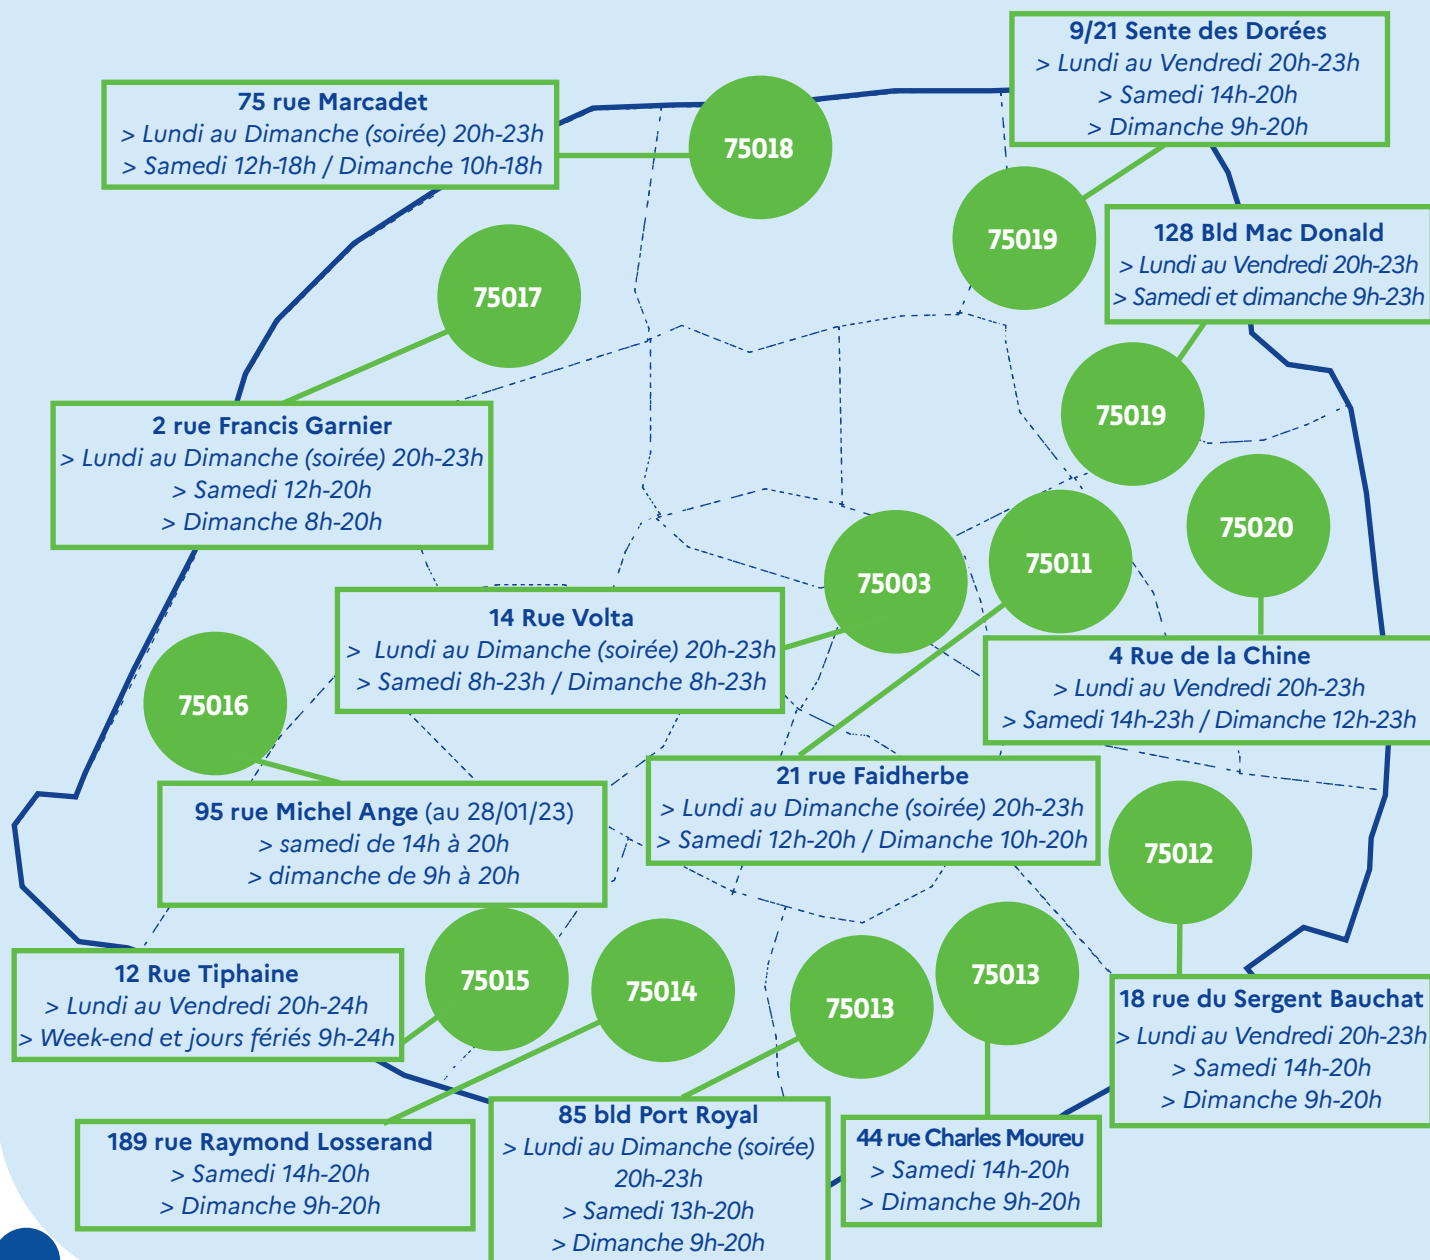 9/21 Sente des Dorées
> Lundi au Vendredi 20h-23h
> Samedi 14h-20h
> Dimanche 9h-20h
75 rue Marcadet
> Lundi au Dimanche (soirée) 20h-23h
> Samedi 12h-18h / Dimanche 10h-18h
75018
75019
128 Bld Mac Donald
> Lundi au Vendredi 20h-23h
> Samedi et dimanche 9h-23h
75017
75019
2 rue Francis Garnier
> Lundi au Dimanche (soirée) 20h-23h
> Samedi 12h-20h
> Dimanche 8h-20h
75020
75011
75003
14 Rue Volta
> Lundi au Dimanche (soirée) 20h-23h
> Samedi 8h-23h / Dimanche 8h-23h
4 Rue de la Chine
> Lundi au Vendredi 20h-23h
> Samedi 14h-23h / Dimanche 12h-23h
75016
21 rue Faidherbe
> Lundi au Dimanche (soirée) 20h-23h
> Samedi 12h-20h / Dimanche 10h-20h
95 rue Michel Ange (au 28/01/23)
> samedi de 14h à 20h
> dimanche de 9h à 20h
75012
12 Rue Tiphaine
> Lundi au Vendredi 20h-24h
> Week-end et jours fériés 9h-24h
75015
75014
75013
75013
18 rue du Sergent Bauchat
> Lundi au Vendredi 20h-23h
> Samedi 14h-20h
> Dimanche 9h-20h
189 rue Raymond Losserand
> Samedi 14h-20h
> Dimanche 9h-20h
85 bld Port Royal
> Lundi au Dimanche (soirée)
20h-23h
> Samedi 13h-20h
> Dimanche 9h-20h
44 rue Charles Moureu
> Samedi 14h-20h
> Dimanche 9h-20h